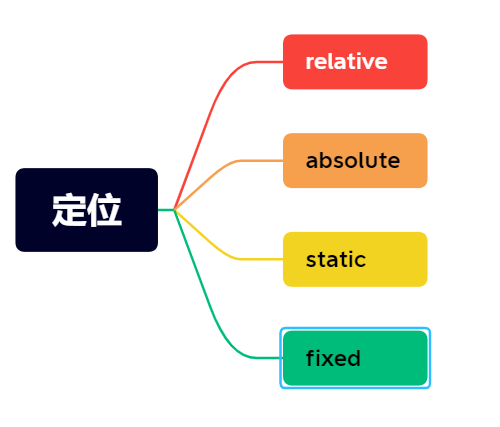 定位
relative
absolute
static
fixed